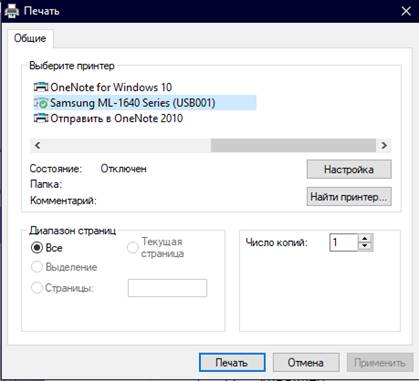 Печать
Общие
Выберите принтер
OneNote for Windows 10
Samsung ML-1640 Series (USB001)
Отправить в OneNote 2010
Состояние: Отключен
Папка:
Комментарий:
Настройка
Найти принтер...
Диапазон страниц
Все
Текущая страница
Выделение
Страницы:
Число копий: 1
Печать Отмена Применить